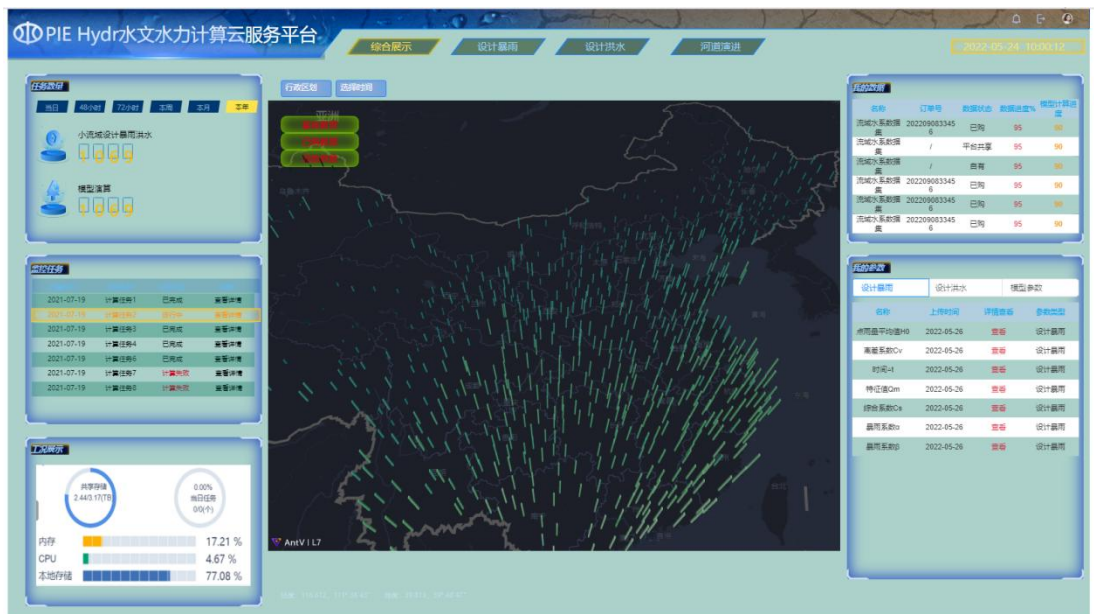 PIE Hydr水文水力计算云服务平台
综合展示 设计暴雨 设计洪水 河道演进
2022-05-24 10:00:12
任务数量
当日 48小时 72小时 本周 本月 本年
小流域设计暴雨洪水
模型演算
监控任务
2021-07-19 计算任务1 已完成 查看详情
2021-07-19
2021-07-19 计算任务3 已完成 查看详情
2021-07-19 计算任务4 已完成 查看详情
2021-07-19 计算任务6 已完成 查看详情
2021-07-19 计算任务7 计算失败 查看详情
2021-07-19 计算任务8 计算失败 查看详情
工况展示
共享存储
2.44/3.17(TB
0.00%
当日任务
0/0(个)
内存 17.21 %
CPU 4.67 %
本地存储 77.08 %
行政区划 选择时间
亚洲
AntV | L7
我的数据
名称 订单号 数据状态 数据进度% 模型计算进度
流域水系数据集 2022090833456 已购 95 90
流域水系数据集 / 平台共享 95 90
流域水系数据集 / 自有 95 90
流域水系数据集 2022090833456 已购 95 90
流域水系数据集 2022090833456 已购 95 90
流域水系数据集 2022090833456 已购 95 90
我的参数
设计暴雨 设计洪水 模型参数
名称 上传时间 详情查看 参数类型
点雨量平均值H0 2022-05-26 查看 设计暴雨
离差系数Cv 2022-05-26 查看 设计暴雨
时间=t 2022-05-26 查看 设计暴雨
特征值Qm 2022-05-26 查看 设计暴雨
综合系数Ca 2022-05-26 查看 设计暴雨
暴雨系数α 2022-05-26 查看 设计暴雨
暴雨系数β 2022-05-26 查看 设计暴雨